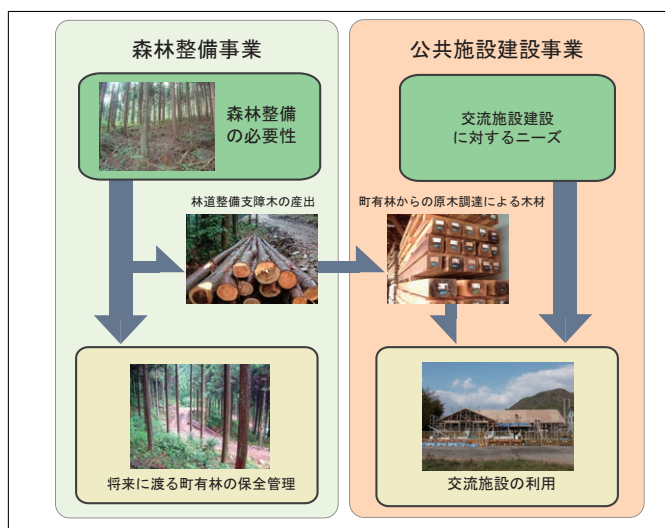 森林整備事業
公共施設建設事業
森林整備
の必要性
交流施設建設
に対するニーズ
林道整備支障木の産出
町有林からの原木調達による木材
将来に渡る町有林の保全管理
交流施設の利用